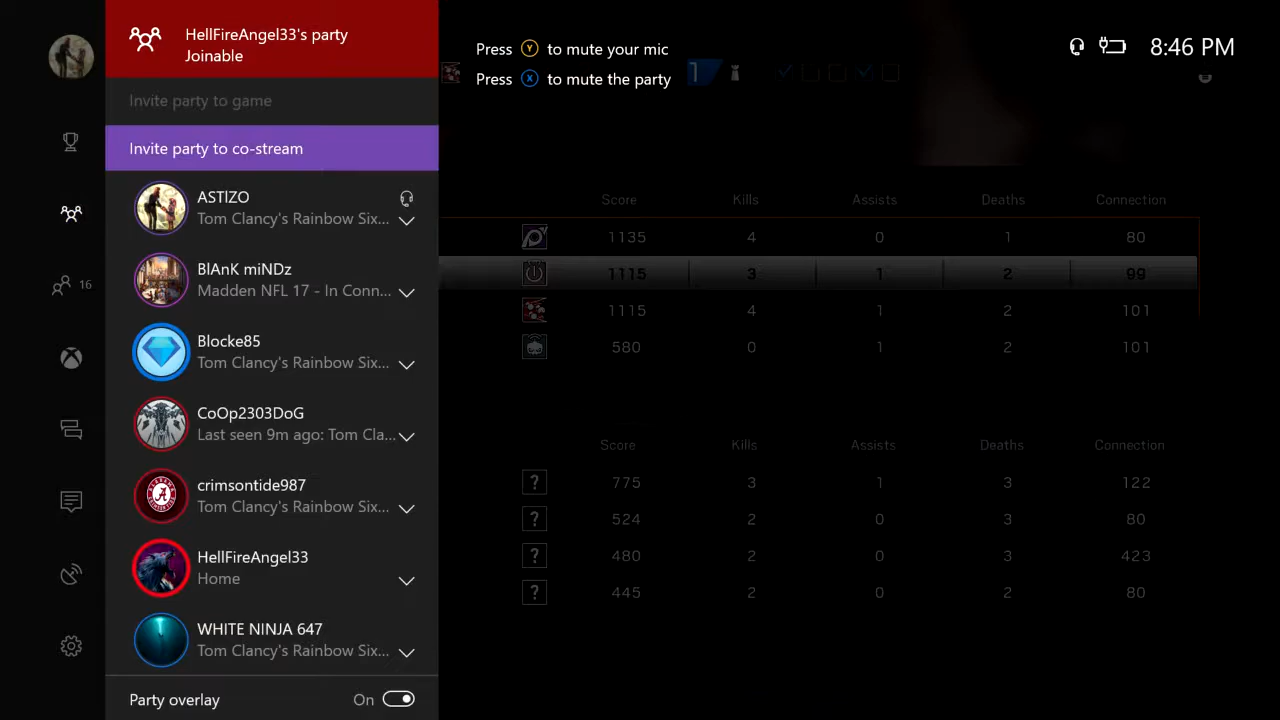 HellFireAngel33's party
Joinable
Invite party to game
Invite party to co-stream
ASTIZO
Tom Clancy's Rainbow Six...
BlAnK miNDz
Madden NFL 17 - In Conn...
Blocke85
Tom Clancy's Rainbow Six...
CoOp2303DoG
Last seen 9m ago: Tom Cla...
crimsontide987
Tom Clancy's Rainbow Six...
HellFireAngel33
Home
WHITE NINJA 647
Tom Clancy's Rainbow Six...
Party overlay On
16
Press Y to mute your mic
Press X to mute the party
8:46 PM
1
Score Kills Assists Deaths Connection
1135 4 0 1 80
1115 3 1 2 99
1115 4 1 2 101
580 0 1 2 101
Score Kills Assists Deaths Connection
? 775 3 1 3 122
? 524 2 0 3 80
? 480 2 0 3 423
? 445 2 0 2 80